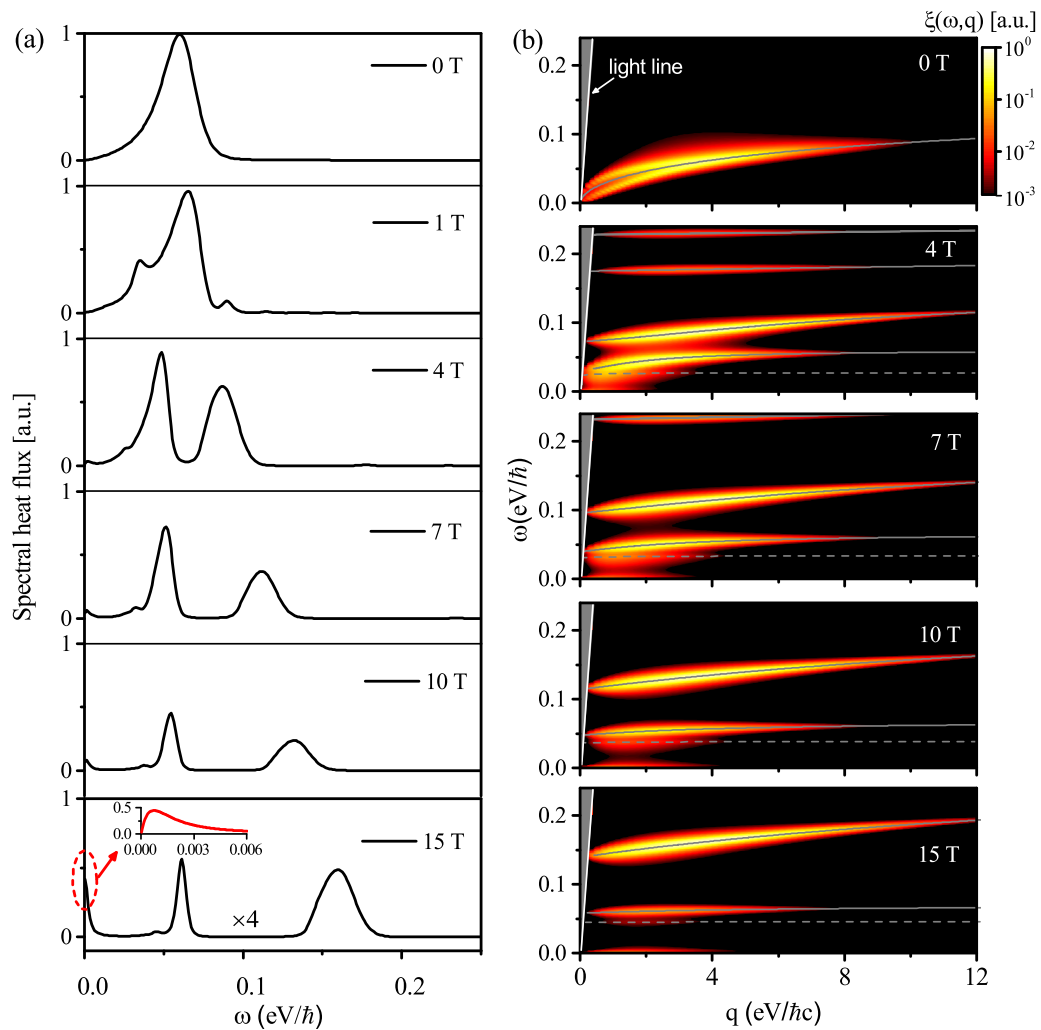 (a)
Spectral heat flux [a.u.]
1
0
0 T
1
0
1 T
1
0
4 T
1
0
7 T
1
0
10 T
1
0
0.5
0.0
0.000 0.003 0.006
15 T
×4
0.0 0.1 0.2
ω (eV/ħ)
(b)
ξ(ω,q) [a.u.]
10⁰
10⁻¹
10⁻²
10⁻³
ω(eV/ħ)
light line
0 T
0.2
0.1
0.0
4 T
0.2
0.1
0.0
7 T
0.2
0.1
0.0
10 T
0.2
0.1
0.0
15 T
0.2
0.1
0.0
0 4 8 12
q (eV/ħc)